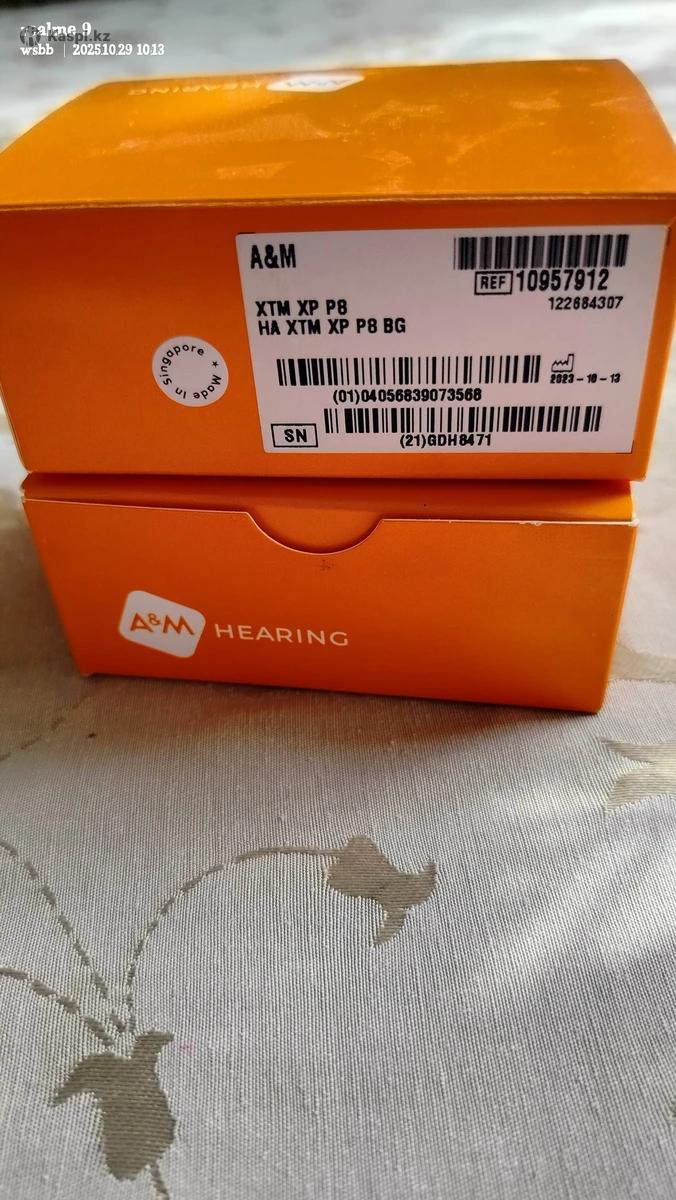 realme 9
Kaspi.kz
wsbb | 20251029 1013
A&M HEARING
A&M
REF 10957912
122684307
XTM XP P8
HA XTM XP P8 BG
Made in Singapore
2023-10-13
(01)04056839073568
SN
(21)GDH8471
A&M HEARING